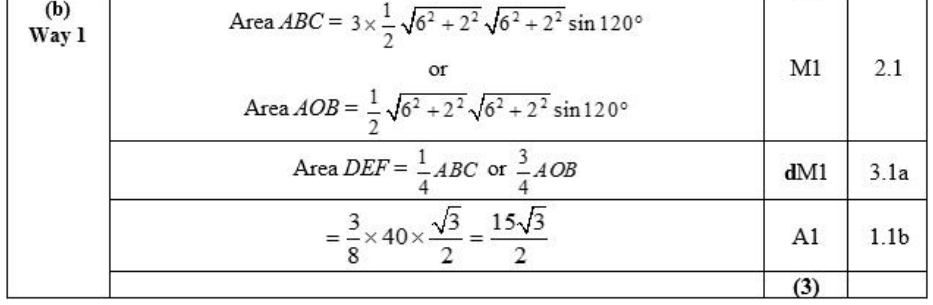 (b)
Way 1
Area ABC = 3 × 1/2 √(6² + 2²) √(6² + 2²) sin 120°
or
Area AOB = 1/2 √(6² + 2²) √(6² + 2²) sin 120°
M1 2.1
Area DEF = 1/4 ABC or 3/4 AOB
dM1 3.1a
= 3/8 × 40 × √3/2 = 15√3/2
A1 1.1b
(3)